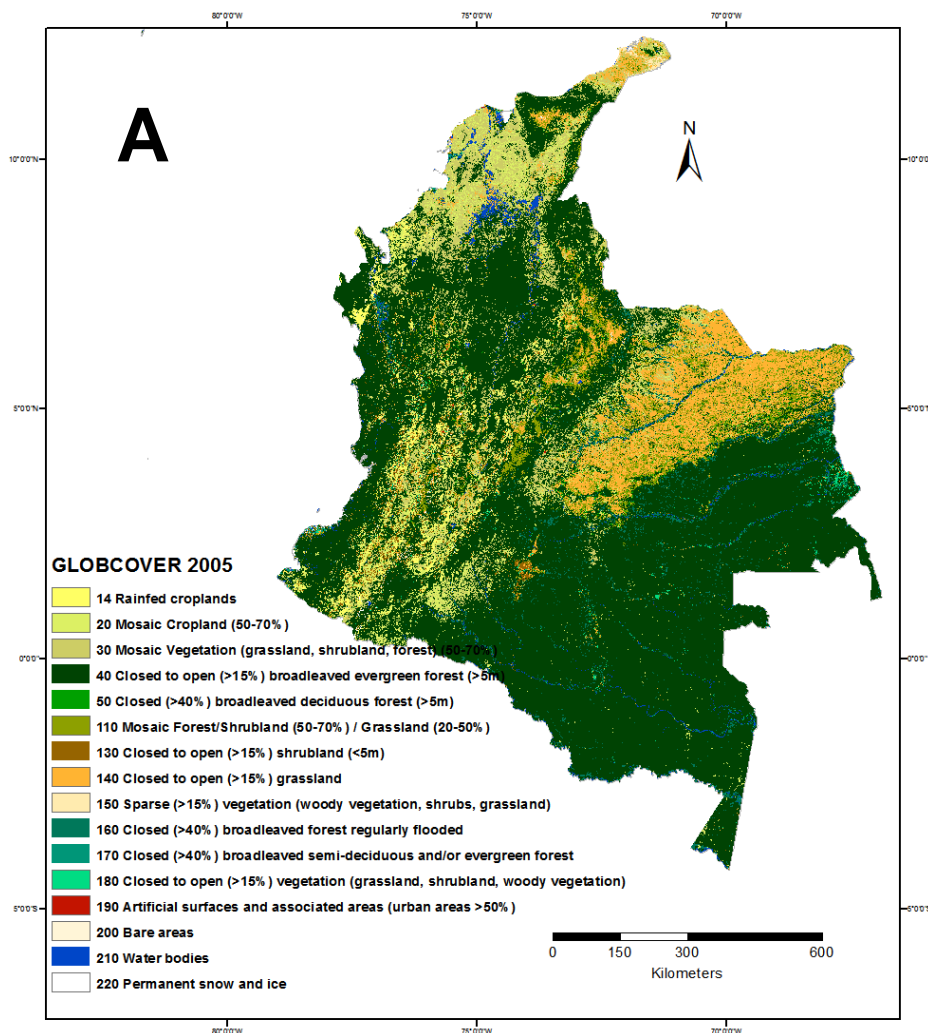 80°0'0"W 75°0'0"W 70°0'0"W
A
N
10°0'0"N 10°0'0"N
5°0'0"N 5°0'0"N
GLOBCOVER 2005
14 Rainfed croplands
20 Mosaic Cropland (50-70%)
30 Mosaic Vegetation (grassland, shrubland, forest) (50-70%)
0°0'0" 0°0'0"
40 Closed to open (>15%) broadleaved evergreen forest (>5m)
50 Closed (>40%) broadleaved deciduous forest (>5m)
110 Mosaic Forest/Shrubland (50-70%) / Grassland (20-50%)
130 Closed to open (>15%) shrubland (<5m)
140 Closed to open (>15%) grassland
150 Sparse (>15%) vegetation (woody vegetation, shrubs, grassland)
160 Closed (>40%) broadleaved forest regularly flooded
170 Closed (>40%) broadleaved semi-deciduous and/or evergreen forest
180 Closed to open (>15%) vegetation (grassland, shrubland, woody vegetation)
190 Artificial surfaces and associated areas (urban areas >50%)
5°0'0"S 5°0'0"S
200 Bare areas
210 Water bodies
220 Permanent snow and ice
0 150 300 600
Kilometers
80°0'0"W 75°0'0"W 70°0'0"W